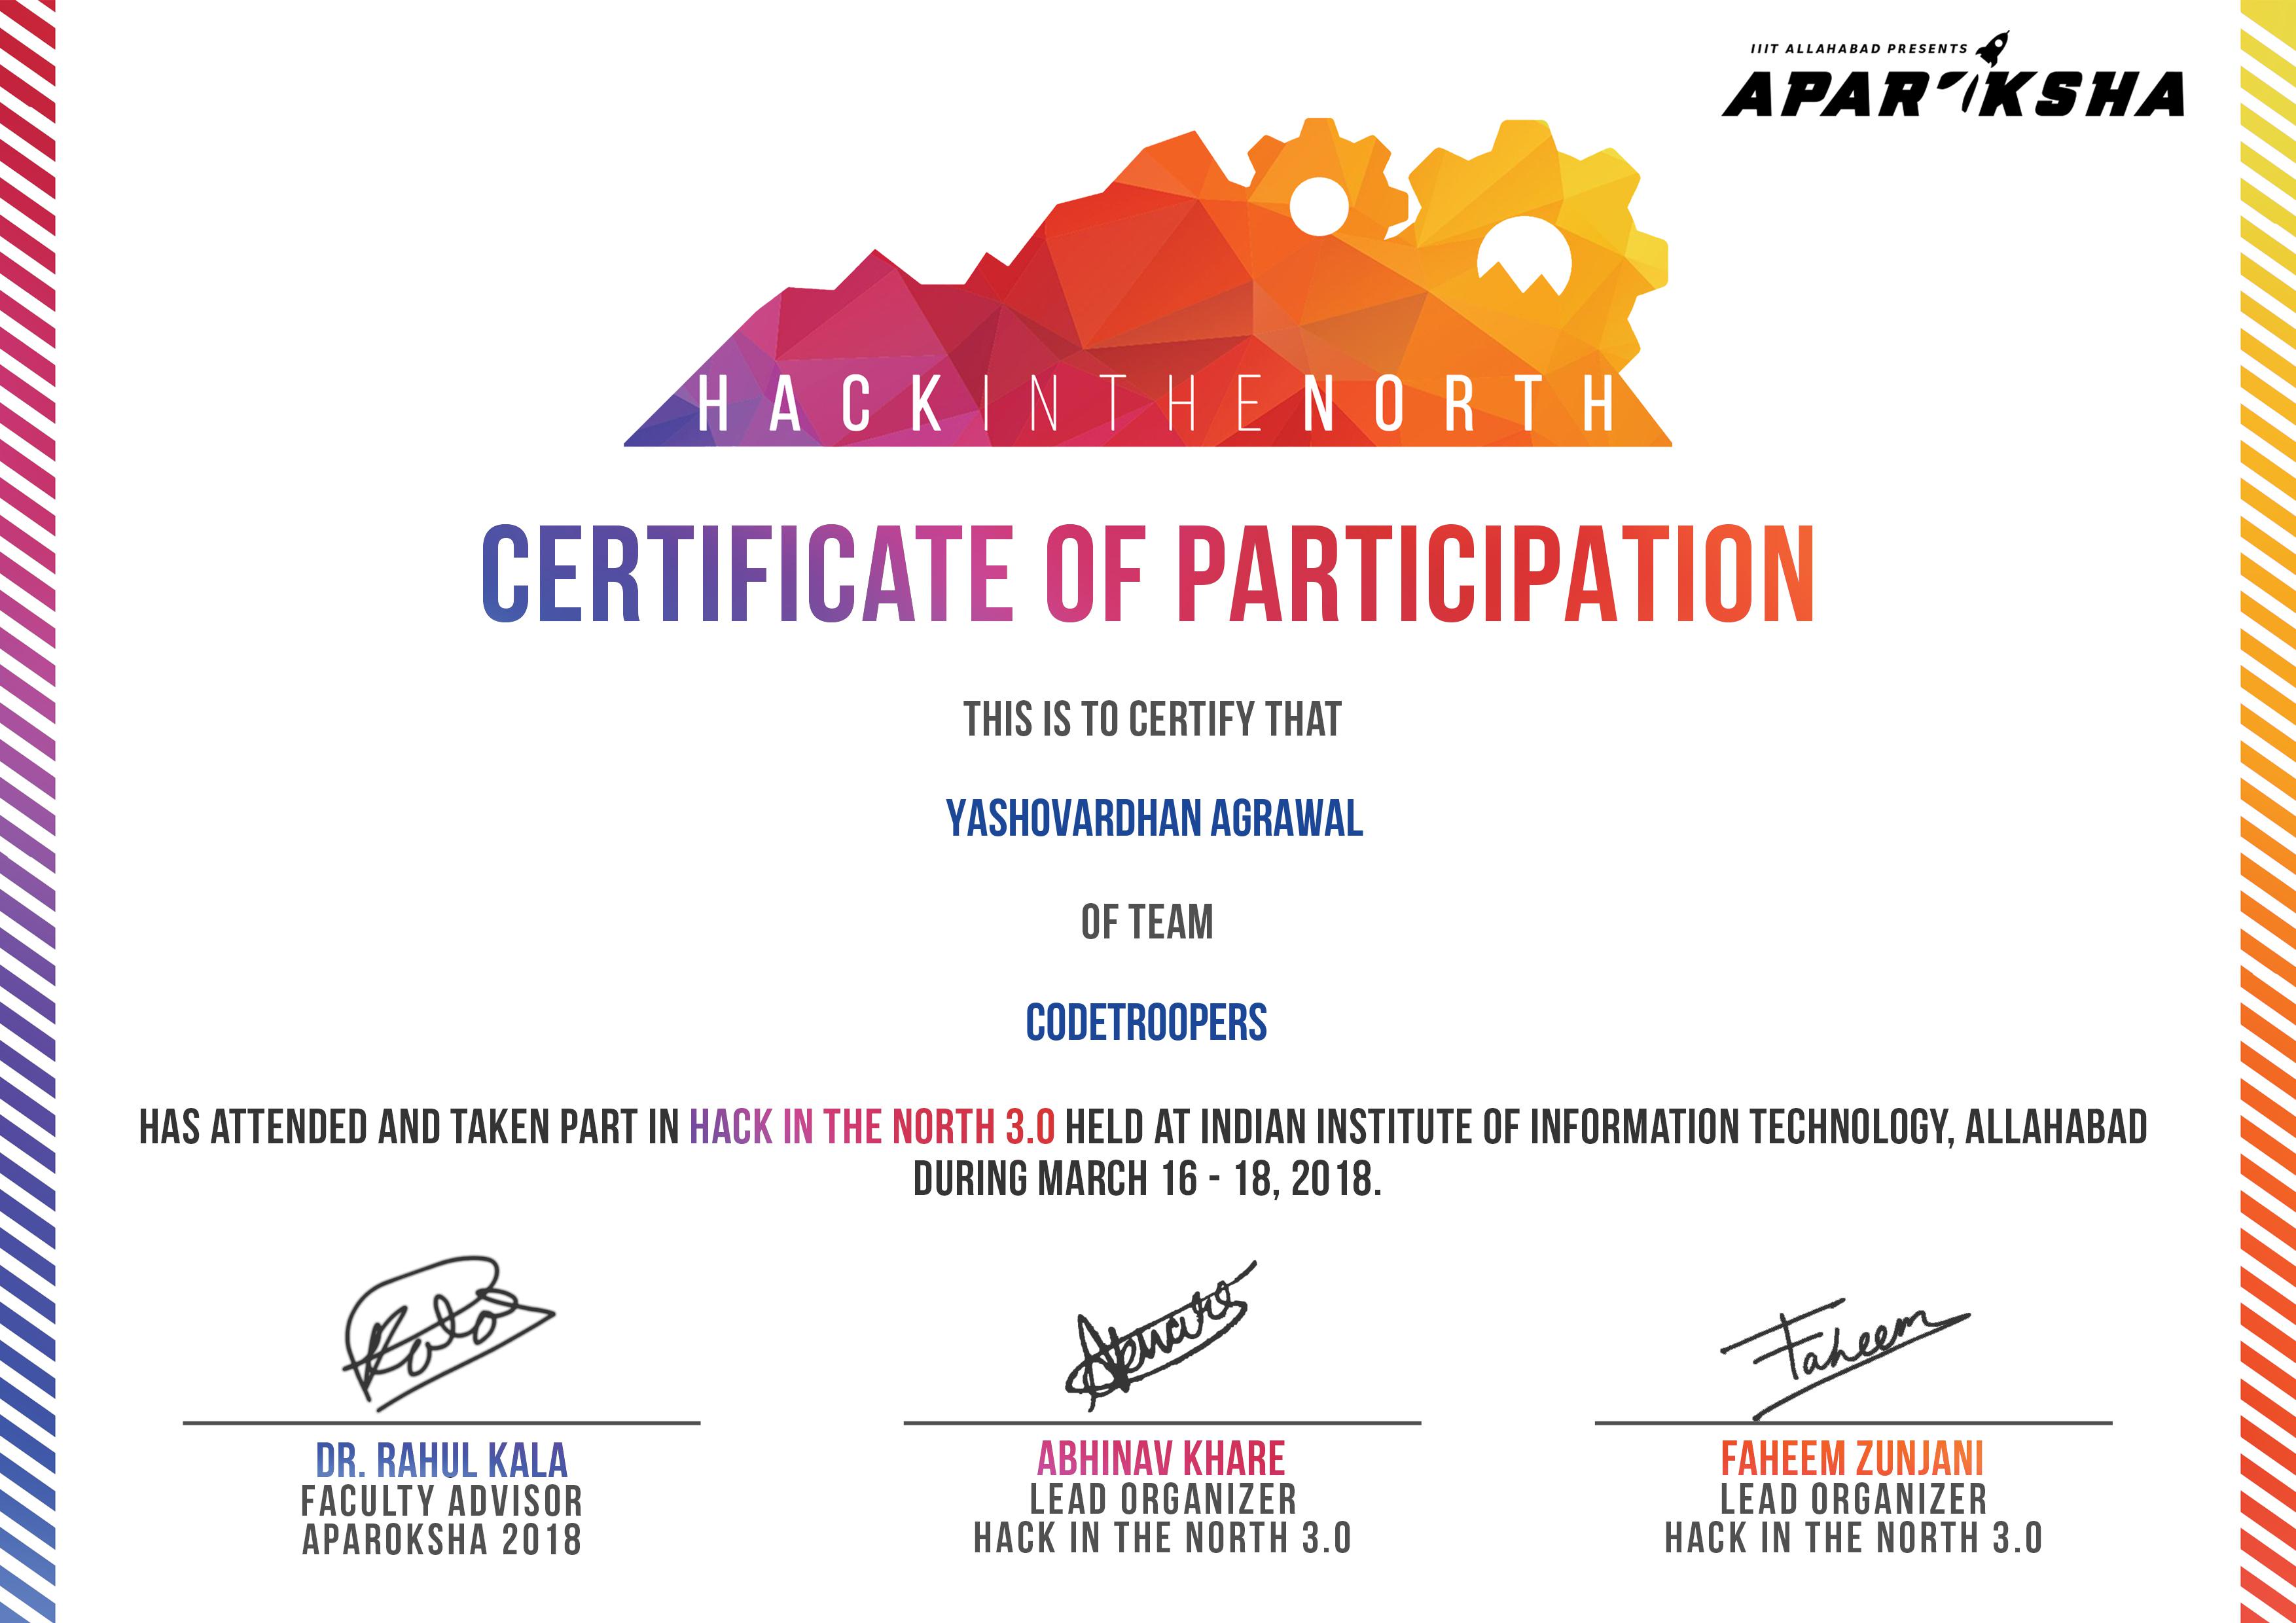 IIIT ALLAHABAD PRESENTS
APAROKSHA
HACKINTHENORTH
CERTIFICATE OF PARTICIPATION
THIS IS TO CERTIFY THAT
YASHOVARDHAN AGRAWAL
OF TEAM
CODETROOPERS
HAS ATTENDED AND TAKEN PART IN HACK IN THE NORTH 3.0 HELD AT INDIAN INSTITUTE OF INFORMATION TECHNOLOGY, ALLAHABAD
DURING MARCH 16 - 18, 2018.
Faheem
DR. RAHUL KALA
FACULTY ADVISOR
APAROKSHA 2018
ABHINAV KHARE
LEAD ORGANIZER
HACK IN THE NORTH 3.0
FAHEEM ZUNJANI
LEAD ORGANIZER
HACK IN THE NORTH 3.0